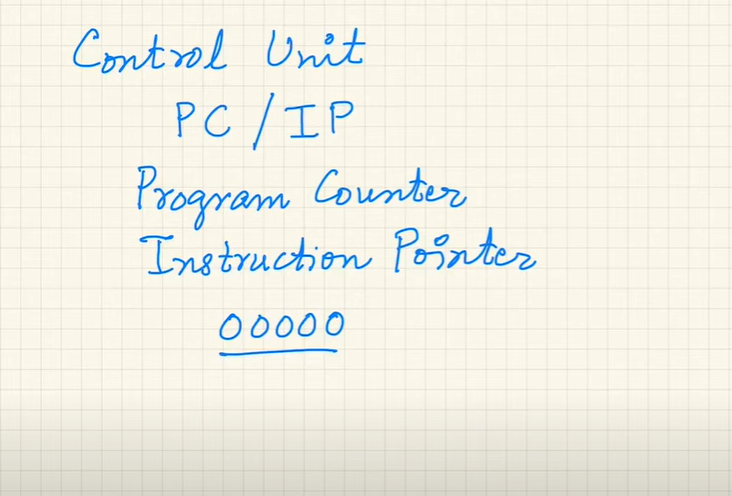 Control Unit
PC / IP
Program Counter
Instruction Pointer
00000